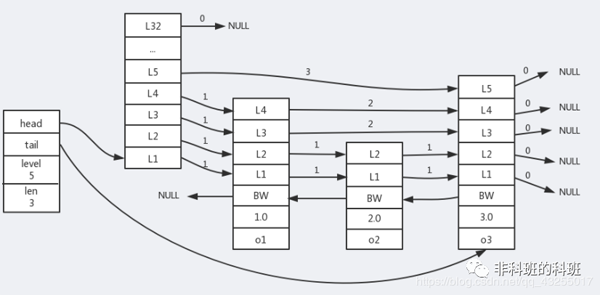 head
tail
level
5
len
3
L32
...
L5
L4
L3
L2
L1
0
NULL
3
1
1
1
1
NULL
L4
L3
L2
L1
BW
1.0
o1
2
2
1
1
L2
L1
BW
2.0
o2
1
1
L5
L4
L3
L2
L1
BW
3.0
o3
0
NULL
0
NULL
0
NULL
0
NULL
0
NULL
非科班的科班
https://blog.csdn.net/qq_43255017